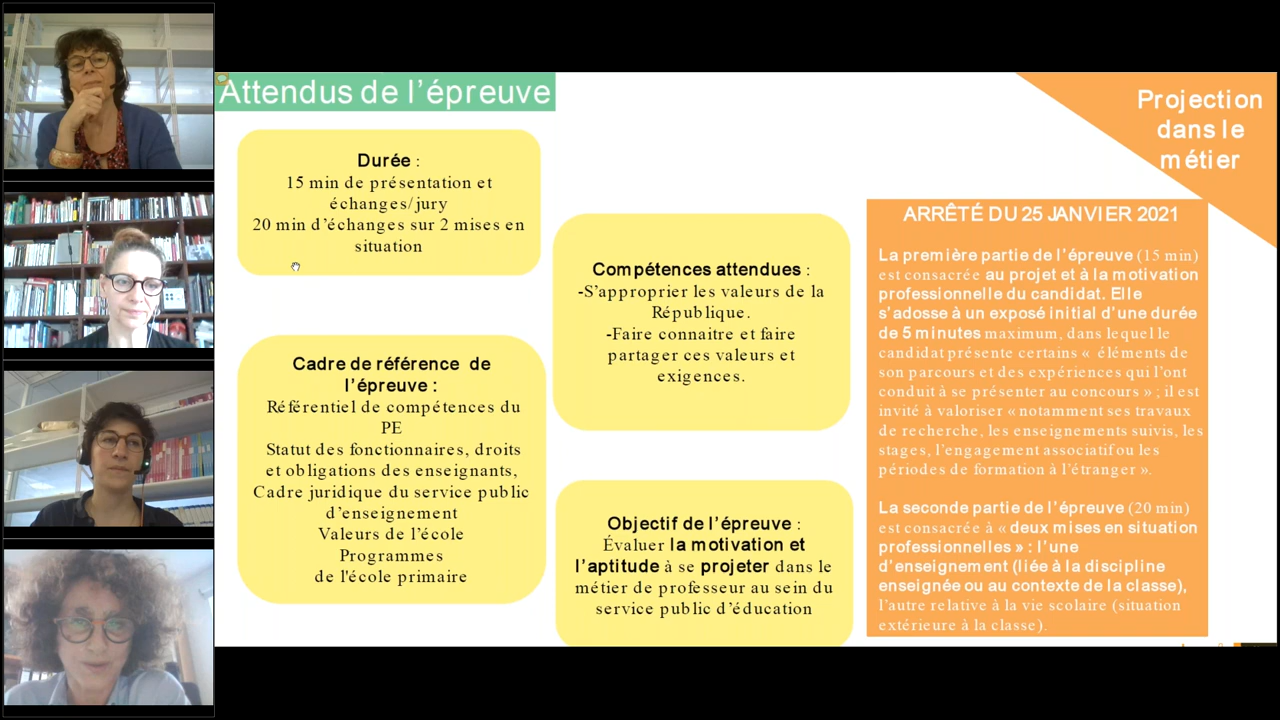 Attendus de l'épreuve
Projection
dans le
métier
Durée :
15 min de présentation et
échanges/jury
20 min d'échanges sur 2 mises en
situation
Cadre de référence de
l'épreuve :
Référentiel de compétences du
PE
Statut des fonctionnaires, droits
et obligations des enseignants,
Cadre juridique du service public
d'enseignement
Valeurs de l'école
Programmes
de l'école primaire
Compétences attendues :
-S'approprier les valeurs de la
République.
-Faire connaitre et faire
partager ces valeurs et
exigences.
Objectif de l'épreuve :
Évaluer la motivation et
l'aptitude à se projeter dans le
métier de professeur au sein du
service public d'éducation
ARRÊTÉ DU 25 JANVIER 2021
La première partie de l'épreuve (15 min)
est consacrée au projet et à la motivation
professionnelle du candidat. Elle
s'adosse à un exposé initial d'une durée
de 5 minutes maximum, dans lequel le
candidat présente certains « éléments de
son parcours et des expériences qui l'ont
conduit à se présenter au concours » ; il est
invité à valoriser « notamment ses travaux
de recherche, les enseignements suivis, les
stages, l'engagement associatif ou les
périodes de formation à l'étranger ».
La seconde partie de l'épreuve (20 min)
est consacrée à « deux mises en situation
professionnelles » : l'une
d'enseignement (liée à la discipline
enseignée ou au contexte de la classe),
l'autre relative à la vie scolaire (situation
extérieure à la classe).